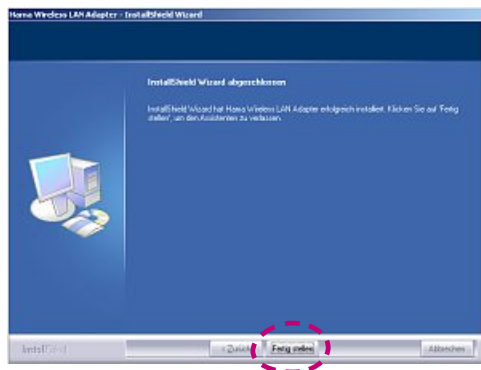 Hama Wireless LAN Adapter - InstallShield Wizard
InstallShield Wizard abgeschlossen
InstallShield Wizard hat Hama Wireless LAN Adapter erfolgreich installiert. Klicken Sie auf 'Fertig
stellen', um den Assistenten zu verlassen.
InstallShield
< Zurück
Fertig stellen
Abbrechen